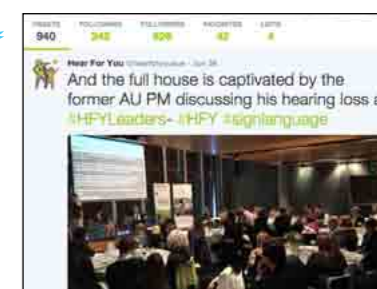 TWEETS FOLLOWING FOLLOWERS FAVORITES LISTS
940 342 826 42 4
Hear For You
And the full house is captivated by the
former AU PM discussing his hearing loss a
#HFYLeaders- #HFY #signlanguage